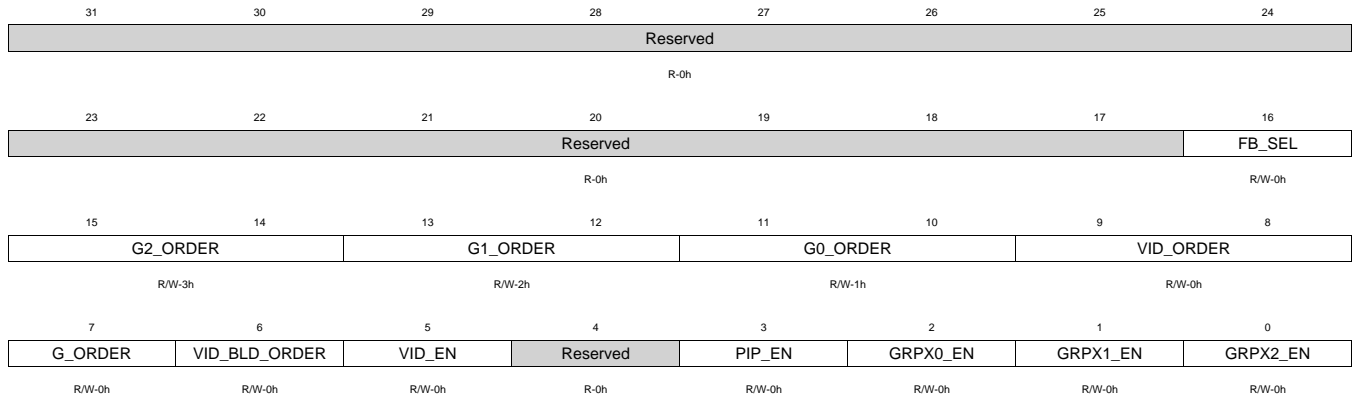 31 30 29 28 27 26 25 24
Reserved
R-0h
23 22 21 20 19 18 17 16
Reserved FB_SEL
R-0h R/W-0h
15 14 13 12 11 10 9 8
G2_ORDER G1_ORDER G0_ORDER VID_ORDER
R/W-3h R/W-2h R/W-1h R/W-0h
7 6 5 4 3 2 1 0
G_ORDER VID_BLD_ORDER VID_EN Reserved PIP_EN GRPX0_EN GRPX1_EN GRPX2_EN
R/W-0h R/W-0h R/W-0h R-0h R/W-0h R/W-0h R/W-0h R/W-0h